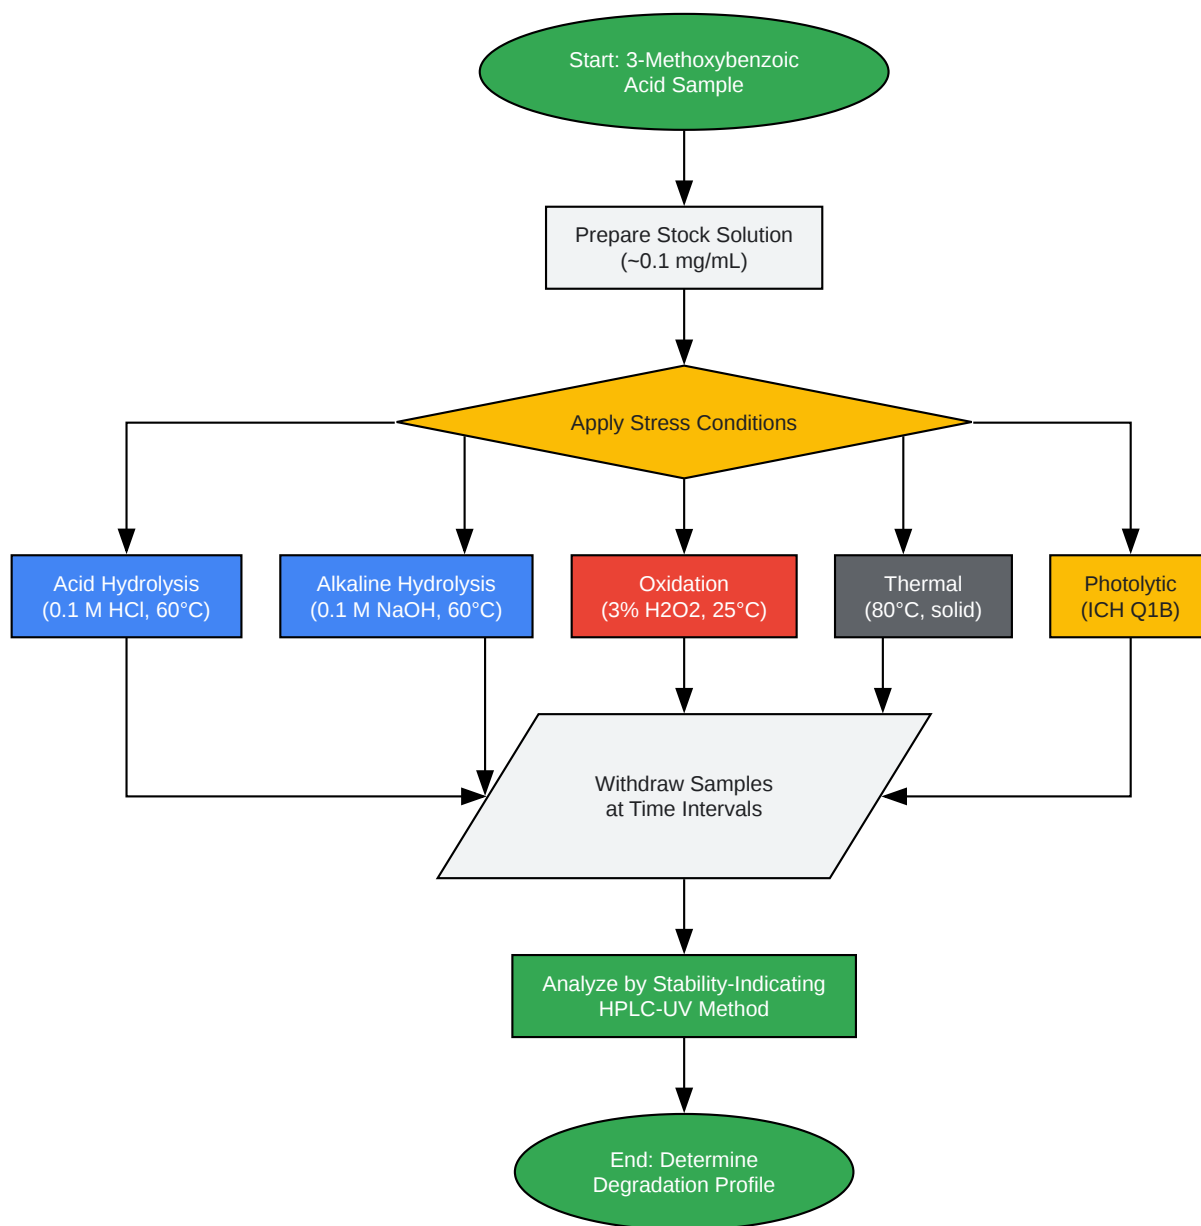 Start: 3-Methoxybenzoic
Acid Sample
Prepare Stock Solution
(~0.1 mg/mL)
Apply Stress Conditions
Acid Hydrolysis
(0.1 M HCl, 60°C)
Alkaline Hydrolysis
(0.1 M NaOH, 60°C)
Oxidation
(3% H2O2, 25°C)
Thermal
(80°C, solid)
Photolytic
(ICH Q1B)
Withdraw Samples
at Time Intervals
Analyze by Stability-Indicating
HPLC-UV Method
End: Determine
Degradation Profile